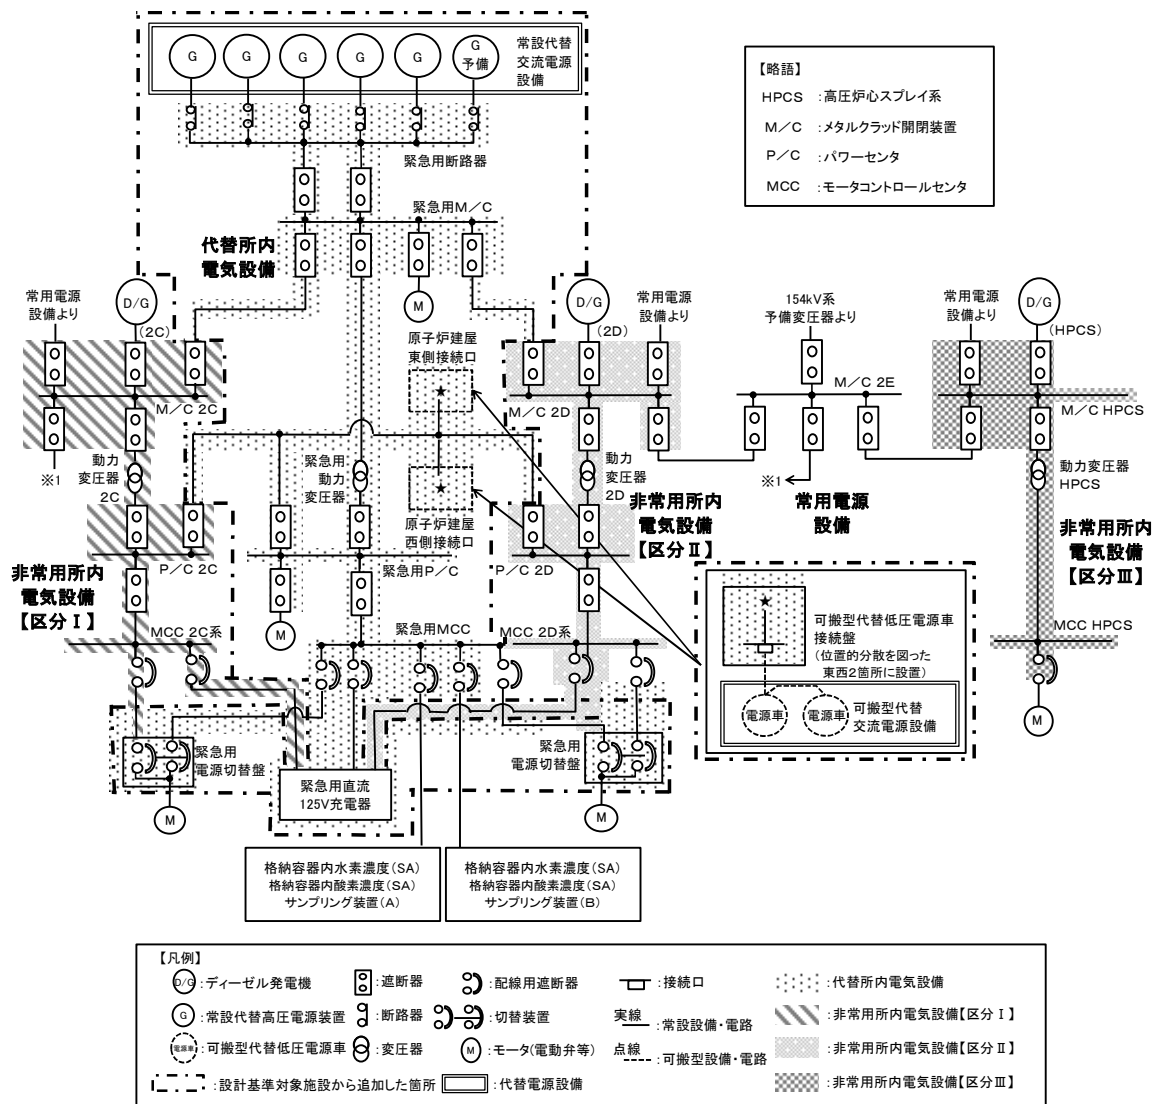 G
G
G
G
G
G
予備
常設代替
交流電源
設備
【略語】
HPCS :高圧炉心スプレイ系
M/C :メタルクラッド開閉装置
P/C :パワーセンタ
MCC :モータコントロールセンタ
緊急用断路器
緊急用M/C
代替所内
電気設備
常用電源
設備より
D/G
(2C)
M
D/G
(2D)
常用電源
設備より
154kV系
予備変圧器より
常用電源
設備より
D/G
(HPCS)
原子炉建屋
東側接続口
★
M/C 2C
M/C 2D
M/C 2E
M/C HPCS
※1
動力
変圧器
2C
緊急用
動力
変圧器
★
原子炉建屋
西側接続口
動力
変圧器
2D
※1
常用電源
設備
動力変圧器
HPCS
非常用所内
電気設備
【区分Ⅱ】
非常用所内
電気設備
【区分Ⅲ】
P/C 2C
緊急用P/C
P/C 2D
非常用所内
電気設備
【区分Ⅰ】
M
MCC 2C系
緊急用MCC
MCC 2D系
MCC HPCS
★
可搬型代替低圧電源車
接続盤
(位置的分散を図った
東西2箇所に設置)
電源車
電源車
可搬型代替
交流電源設備
M
緊急用
電源切替盤
緊急用
電源切替盤
緊急用直流
125V充電器
M
M
格納容器内水素濃度(SA)
格納容器内酸素濃度(SA)
サンプリング装置(A)
格納容器内水素濃度(SA)
格納容器内酸素濃度(SA)
サンプリング装置(B)
【凡例】
D/G :ディーゼル発電機
:遮断器
:配線用遮断器
:接続口
:代替所内電気設備
G :常設代替高圧電源装置
:断路器
:切替装置
実線 :常設設備・電路
:非常用所内電気設備【区分Ⅰ】
電源車 :可搬型代替低圧電源車
:変圧器
M :モータ(電動弁等)
点線 :可搬型設備・電路
:非常用所内電気設備【区分Ⅱ】
:設計基準対象施設から追加した箇所
:代替電源設備
:非常用所内電気設備【区分Ⅲ】